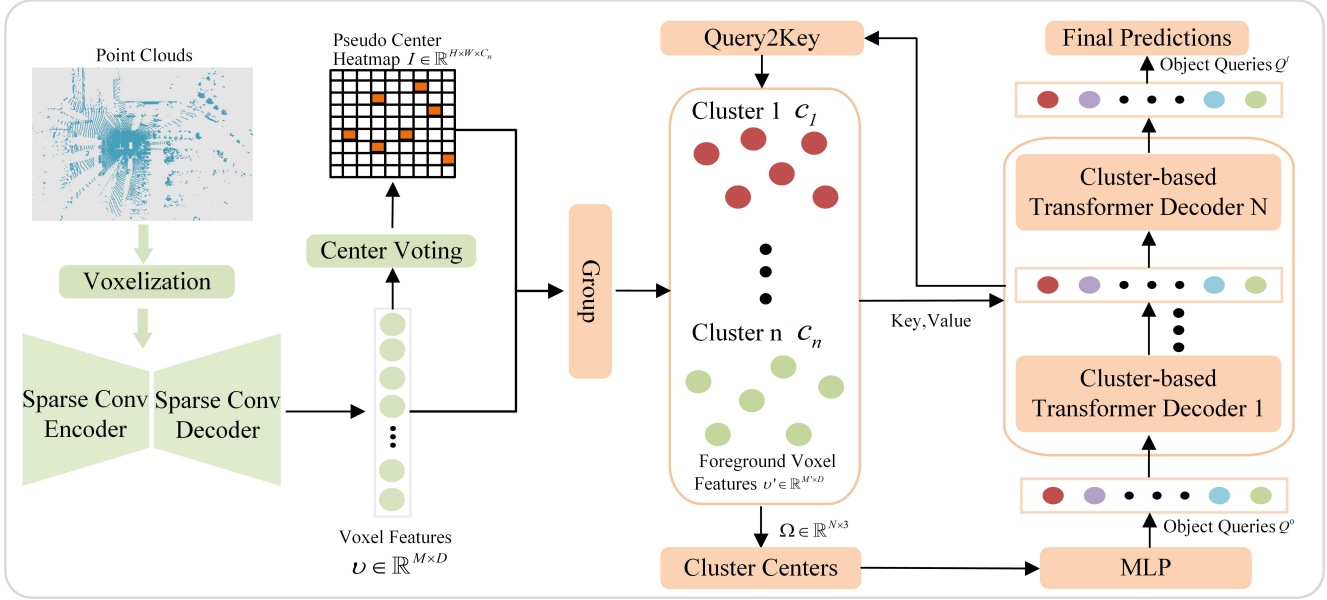 Point Clouds
Voxelization
Sparse Conv
Encoder
Sparse Conv
Decoder
Pseudo Center
Heatmap I ∈ ℝ^{H×W×C_n}
Center Voting
Voxel Features
υ ∈ ℝ^{M×D}
Group
Query2Key
Cluster 1 c_1
Cluster n c_n
Foreground Voxel
Features υ' ∈ ℝ^{M'×D}
Ω ∈ ℝ^{N×3}
Cluster Centers
Key,Value
Final Predictions
Object Queries Q^l
Cluster-based
Transformer Decoder N
Cluster-based
Transformer Decoder 1
Object Queries Q^0
MLP